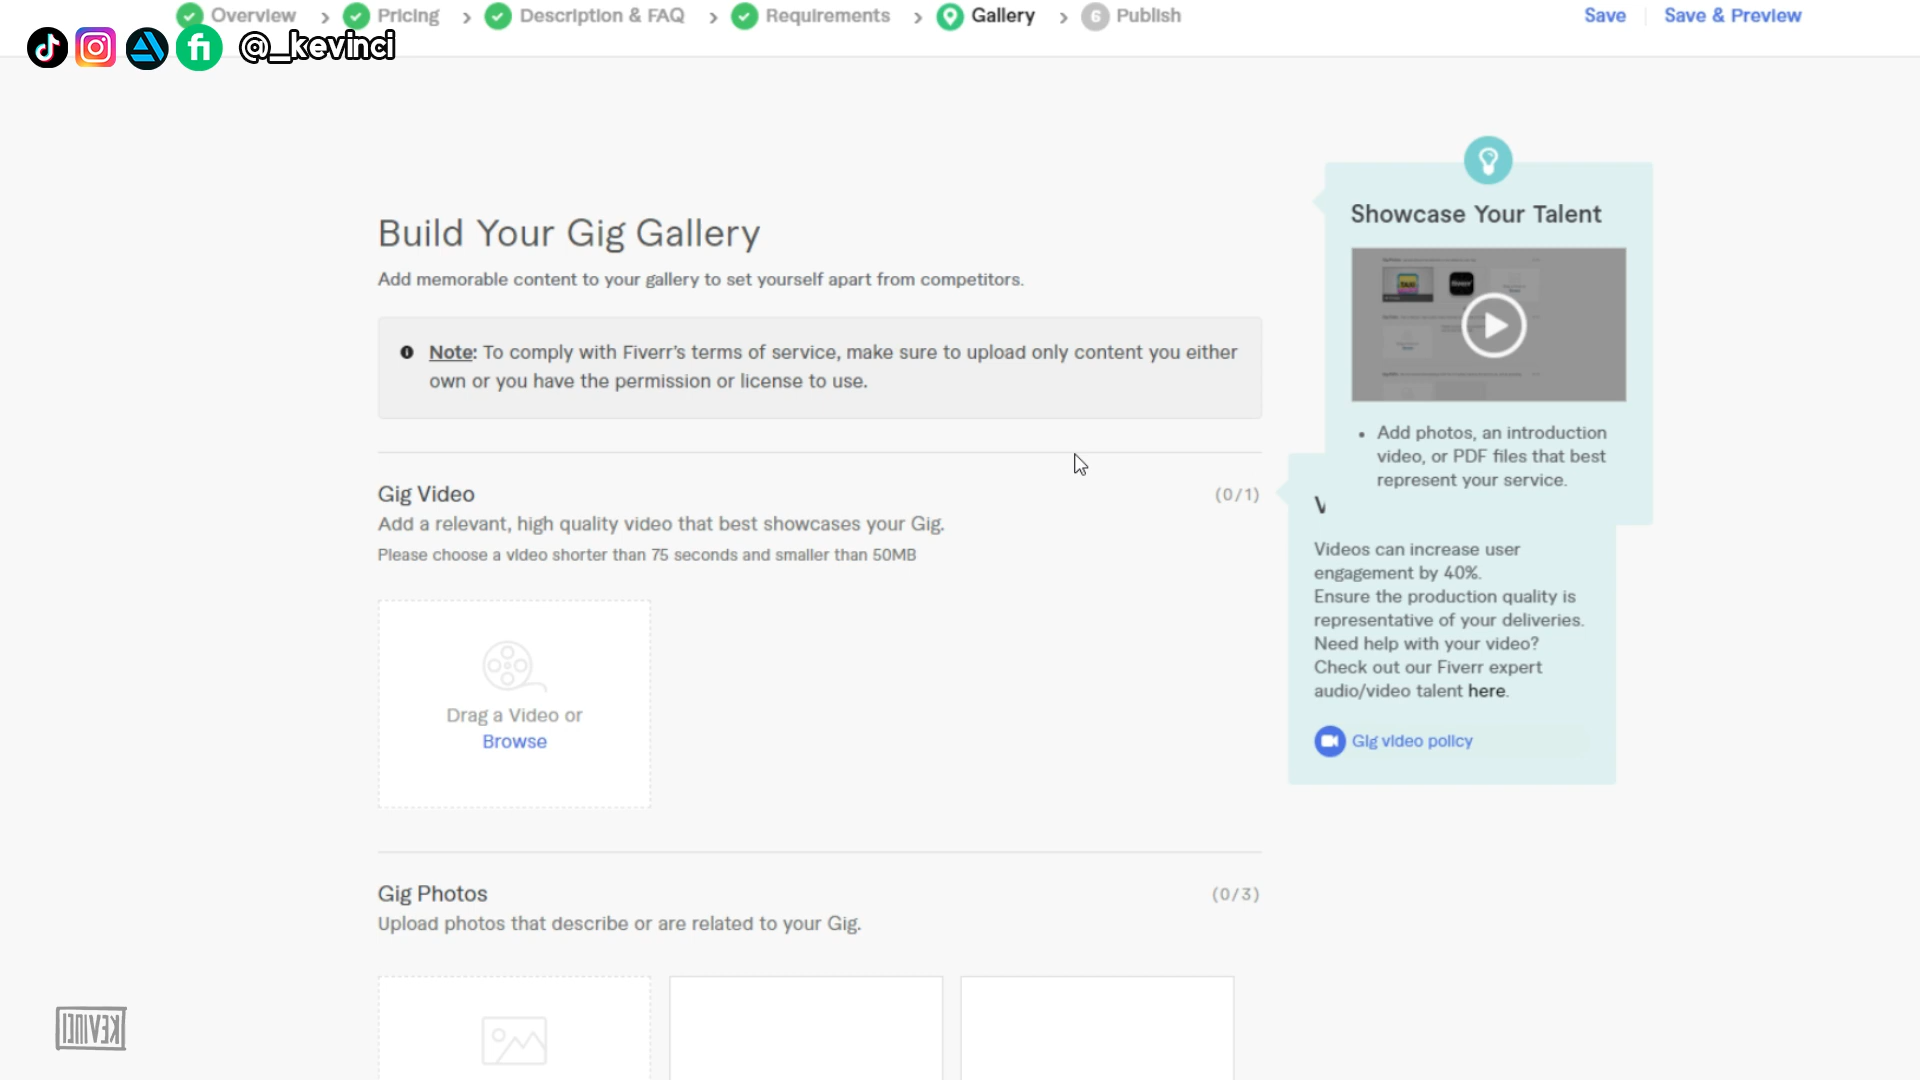 Overview > Pricing > Description & FAQ > Requirements > Gallery > 6 Publish
Save
Save & Preview
@_kevinci
Build Your Gig Gallery
Add memorable content to your gallery to set yourself apart from competitors.
Note: To comply with Fiverr's terms of service, make sure to upload only content you either
own or you have the permission or license to use.
Gig Video
(0/1)
Add a relevant, high quality video that best showcases your Gig.
Please choose a video shorter than 75 seconds and smaller than 50MB
Drag a Video or
Browse
Gig Photos
(0/3)
Upload photos that describe or are related to your Gig.
Showcase Your Talent
TAXI
• Add photos, an introduction
video, or PDF files that best
represent your service.
V
Videos can increase user
engagement by 40%.
Ensure the production quality is
representative of your deliveries.
Need help with your video?
Check out our Fiverr expert
audio/video talent here.
Gig video policy
KEVINCI